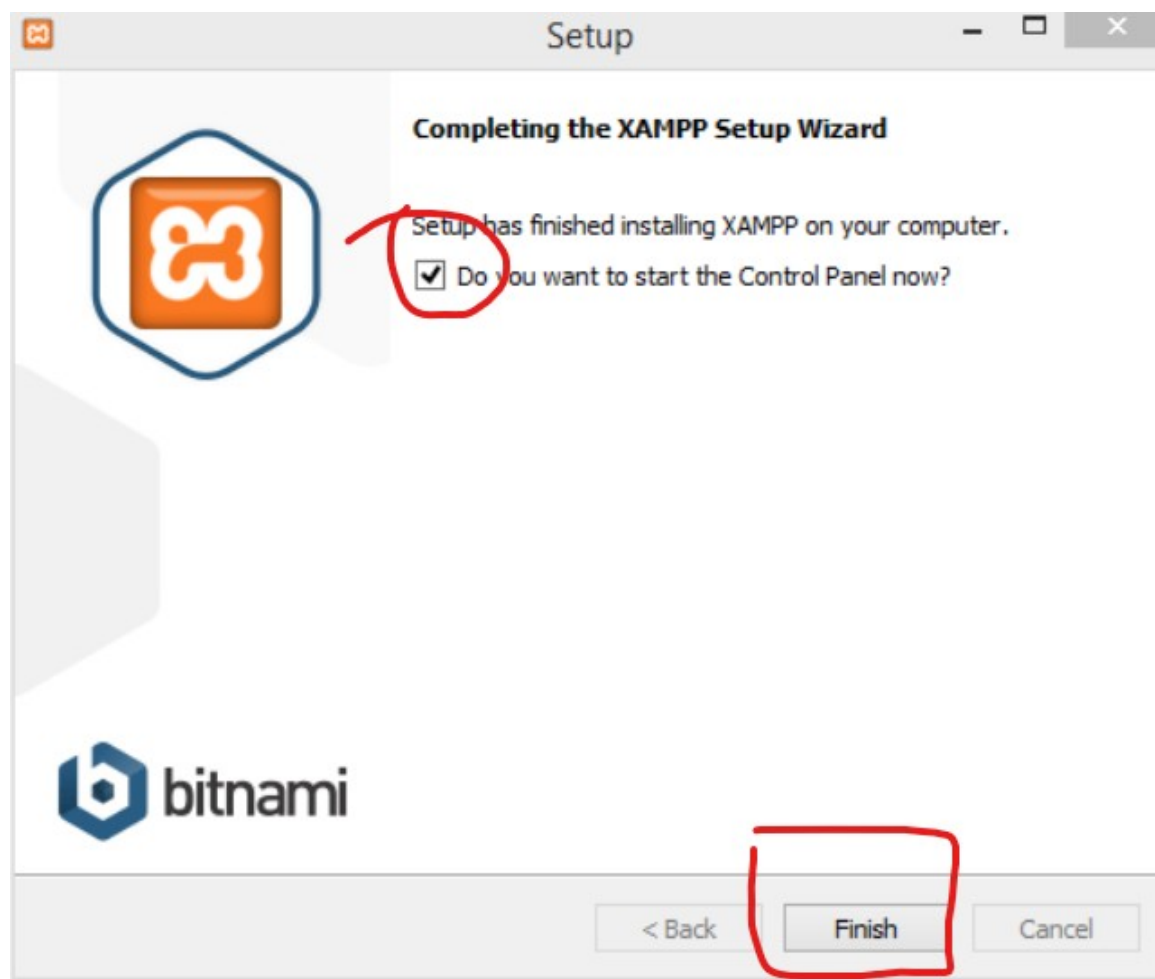 Setup
Completing the XAMPP Setup Wizard
Setup has finished installing XAMPP on your computer.
Do you want to start the Control Panel now?
bitnami
< Back Finish Cancel